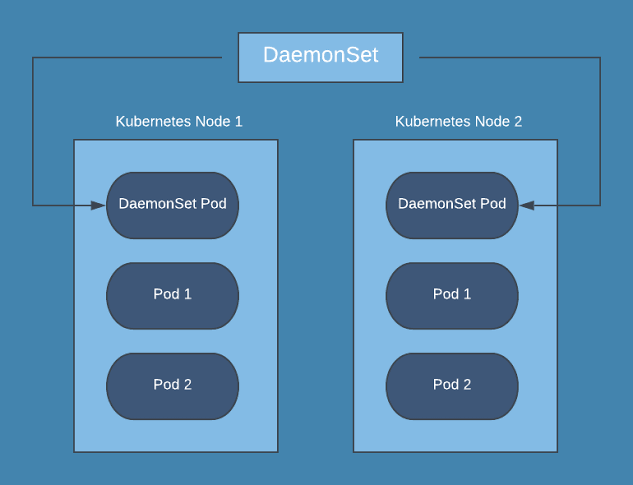 DaemonSet
Kubernetes Node 1
DaemonSet Pod
Pod 1
Pod 2
Kubernetes Node 2
DaemonSet Pod
Pod 1
Pod 2